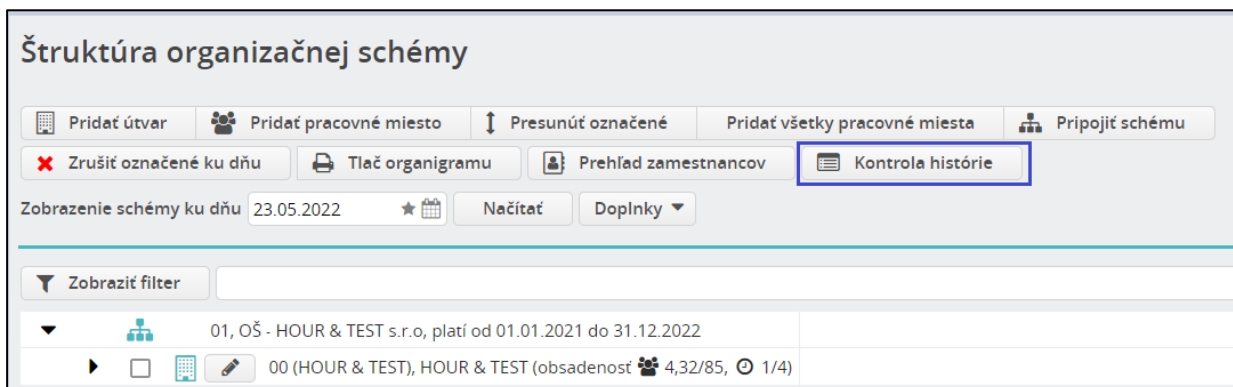 Štruktúra organizačnej schémy
Pridať útvar Pridať pracovné miesto Presunúť označené Pridať všetky pracovné miesta Pripojiť schému
Zrušiť označené ku dňu Tlač organigramu Prehľad zamestnancov Kontrola histórie
Zobrazenie schémy ku dňu 23.05.2022 Načítať Doplnky
Zobraziť filter
01, OŠ - HOUR & TEST s.r.o, platí od 01.01.2021 do 31.12.2022
00 (HOUR & TEST), HOUR & TEST (obsadenosť 4,32/85, 1/4)